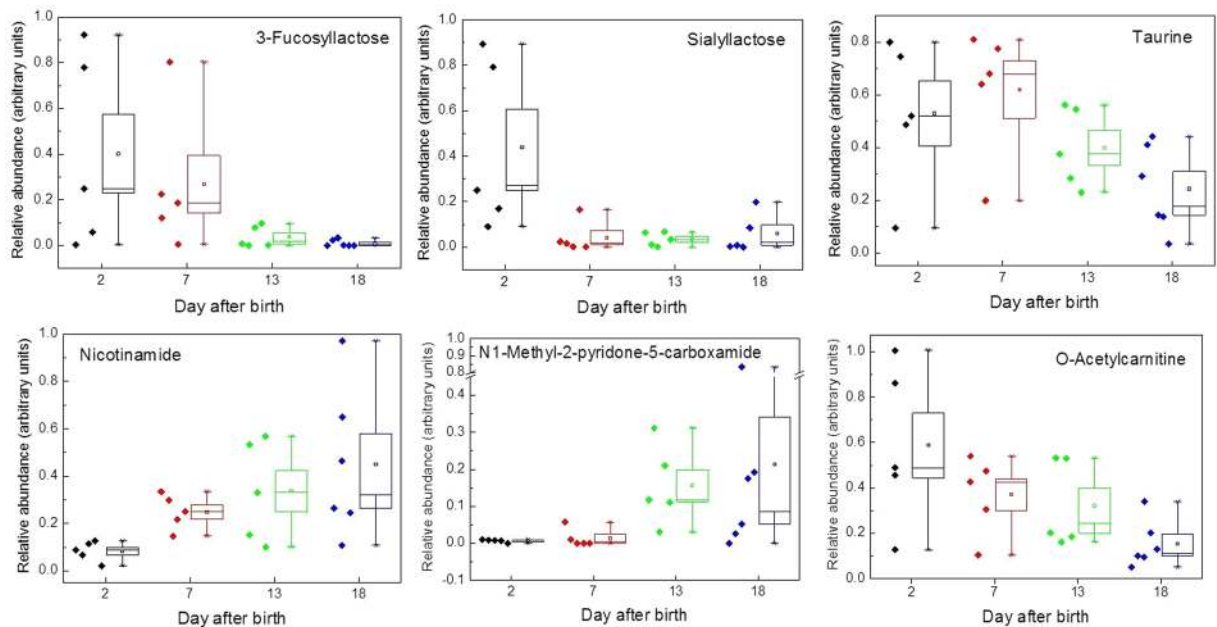 3-Fucosyllactose
Relative abundance (arbitrary units)
1.0
0.8
0.6
0.4
0.2
0.0
2 7 13 18
Day after birth
Sialyllactose
Relative abundance (arbitrary units)
1.0
0.8
0.6
0.4
0.2
0.0
2 7 13 18
Day after birth
Taurine
Relative abundance (arbitrary units)
0.8
0.6
0.4
0.2
0.0
2 7 13 18
Day after birth
Nicotinamide
Relative abundance (arbitrary units)
1.0
0.8
0.6
0.4
0.2
0.0
2 7 13 18
Day after birth
N1-Methyl-2-pyridone-5-carboxamide
Relative abundance (arbitrary units)
1.0
0.9
0.8
0.4
0.3
0.2
0.1
0.0
-0.1
2 7 13 18
Day after birth
O-Acetylcarnitine
Relative abundance (arbitrary units)
1.0
0.8
0.6
0.4
0.2
0.0
2 7 13 18
Day after birth